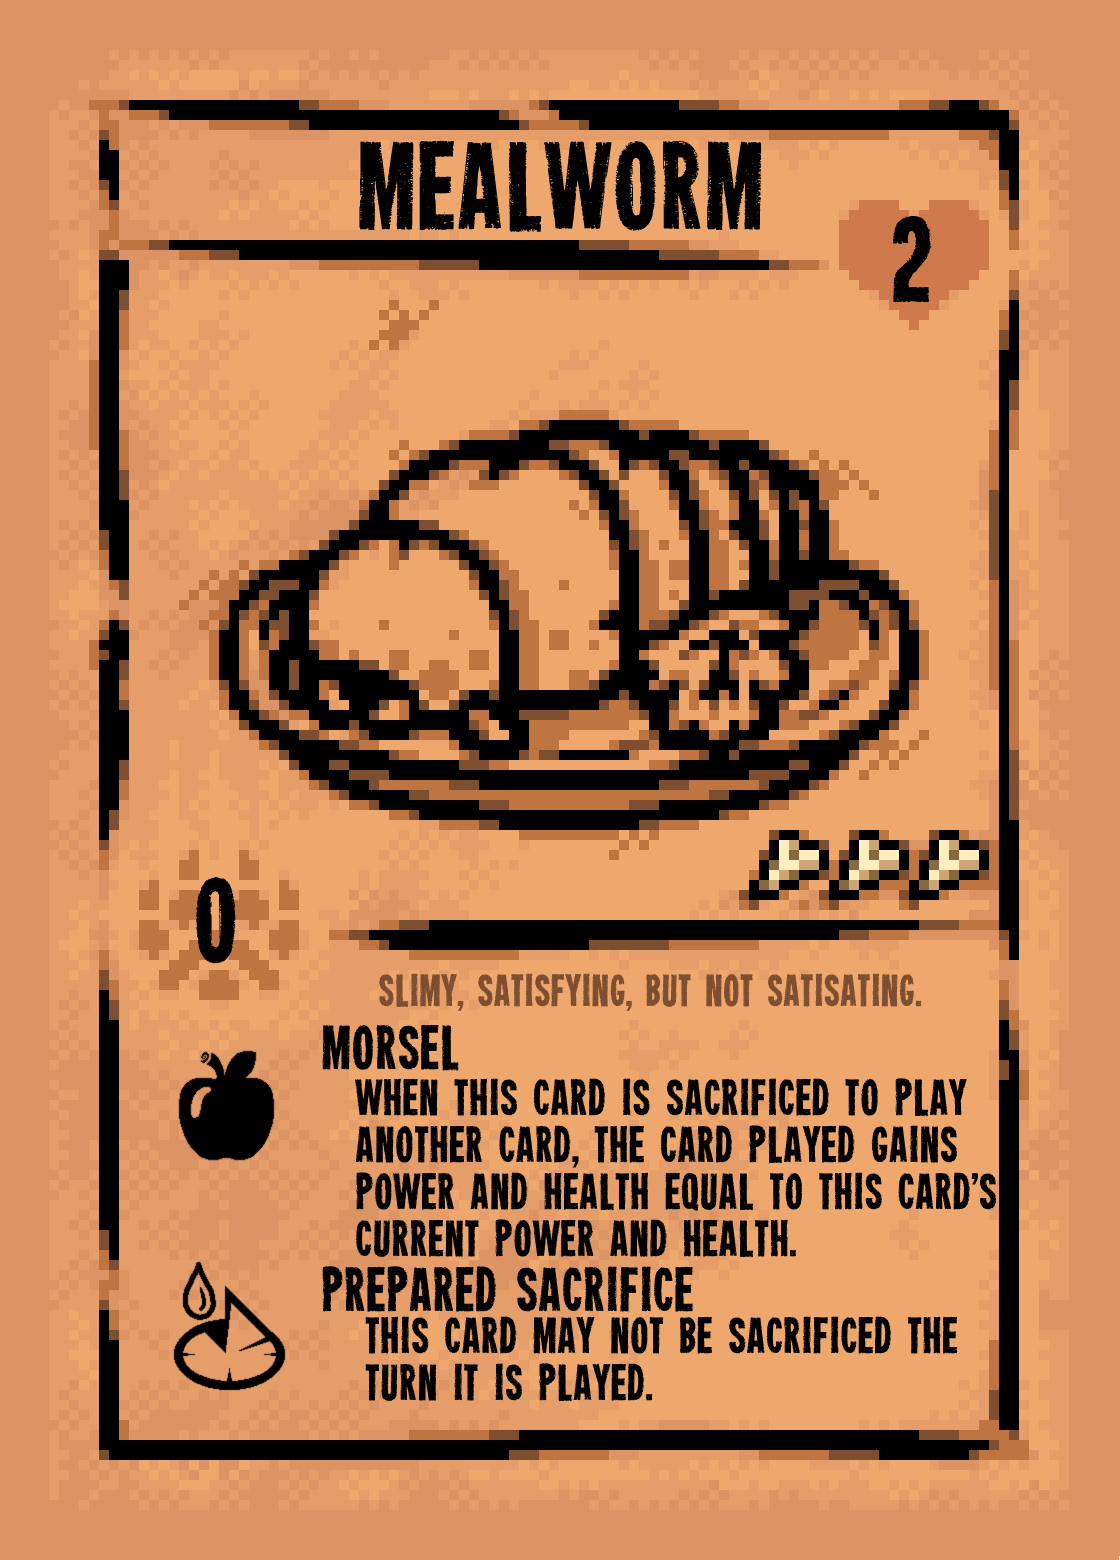 MEALWORM
2
0
SLIMY, SATISFYING, BUT NOT SATISATING.
MORSEL
WHEN THIS CARD IS SACRIFICED TO PLAY
ANOTHER CARD, THE CARD PLAYED GAINS
POWER AND HEALTH EQUAL TO THIS CARD'S
CURRENT POWER AND HEALTH.
PREPARED SACRIFICE
THIS CARD MAY NOT BE SACRIFICED THE
TURN IT IS PLAYED.